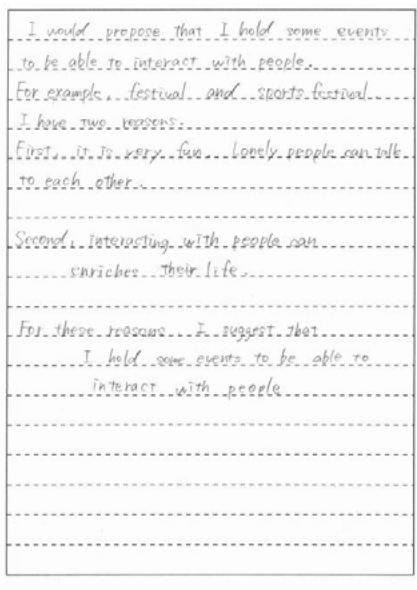 I would propose that I hold some events
to be able to interact with people.
For example, festival and sports festival
I have two reasons.
First, it is very fun. Lonely people can talk
to each other.
Second, interacting with people can
enriches their life.
For these reasons, I suggest that
I hold some events to be able to
interact with people